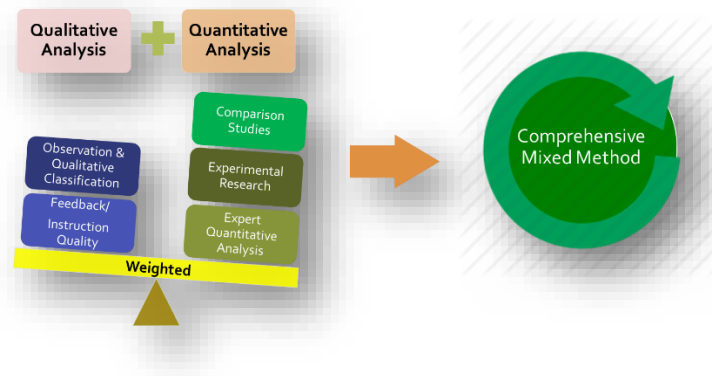 Qualitative
Analysis
Quantitative
Analysis
Observation &
Qualitative
Classification
Feedback/
Instruction
Quality
Comparison
Studies
Experimental
Research
Expert
Quantitative
Analysis
Weighted
Comprehensive
Mixed Method